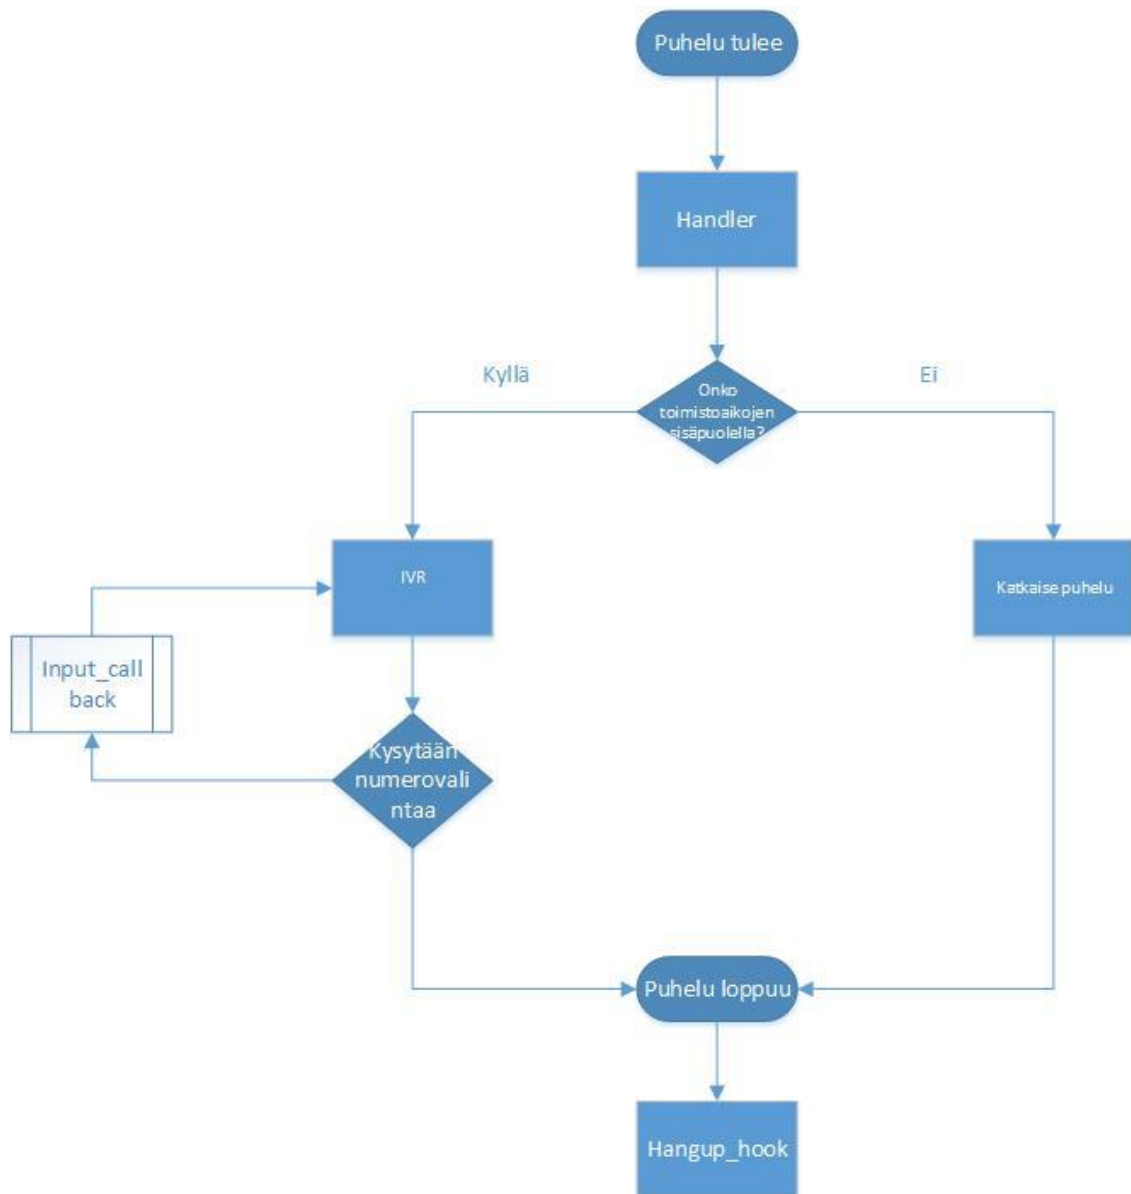 Puhelu tulee
Handler
Kyllä
Ei
Onko
toimistoaikojen
sisäpuolella?
IVR
Katkaise puhelu
Input_call
back
Kysytään
numerovali
ntaa
Puhelu loppuu
Hangup_hook